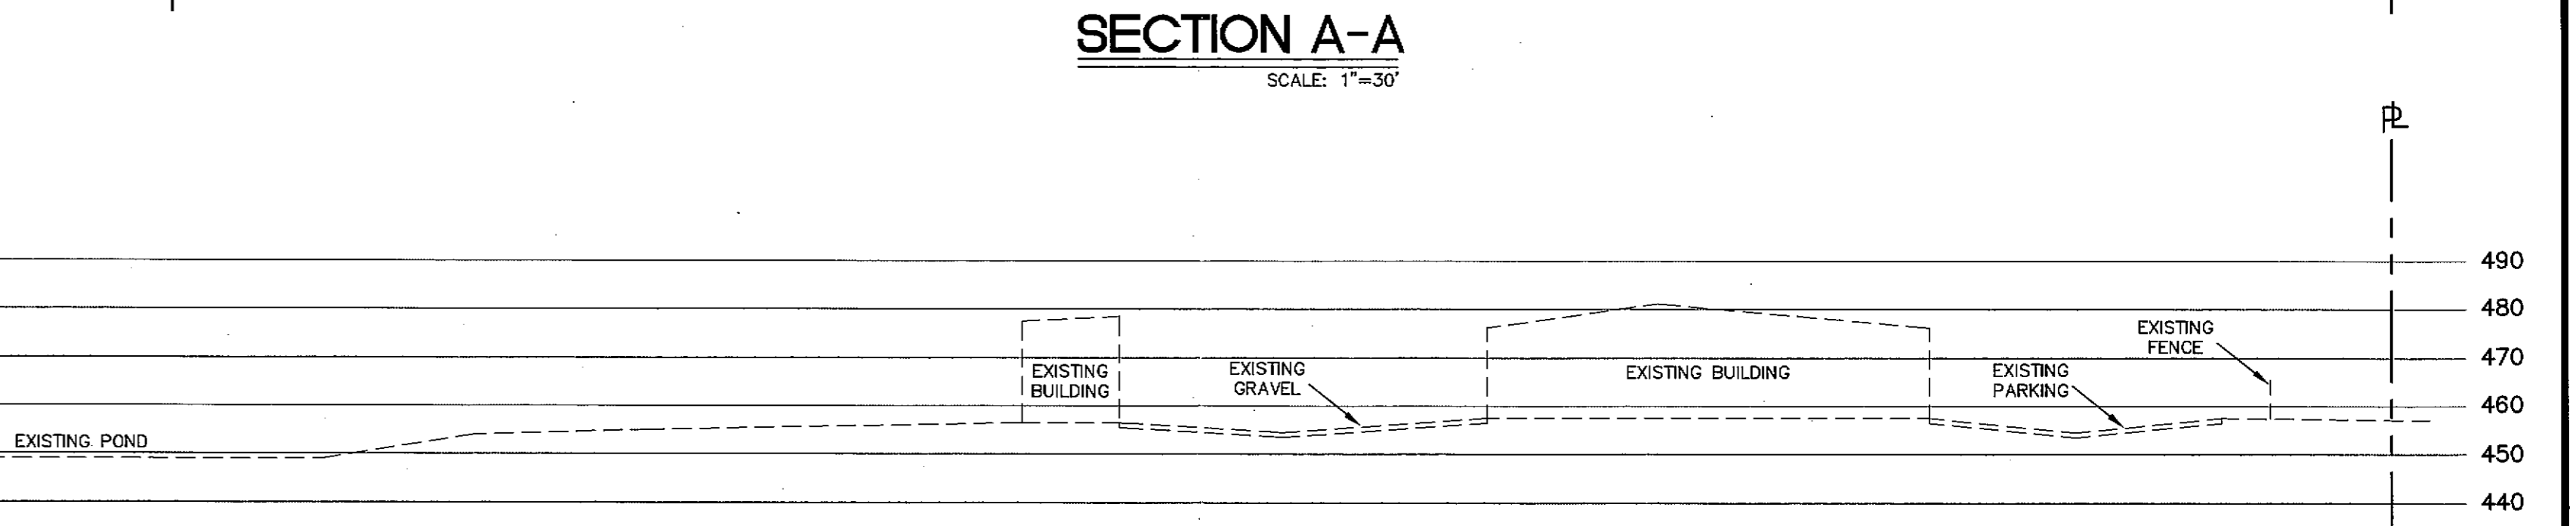 SECTION A-A
SCALE: 1"=30'
PL
490
480
EXISTING
FENCE
470
EXISTING
BUILDING
EXISTING
GRAVEL
EXISTING BUILDING
EXISTING
PARKING
460
EXISTING POND
450
440